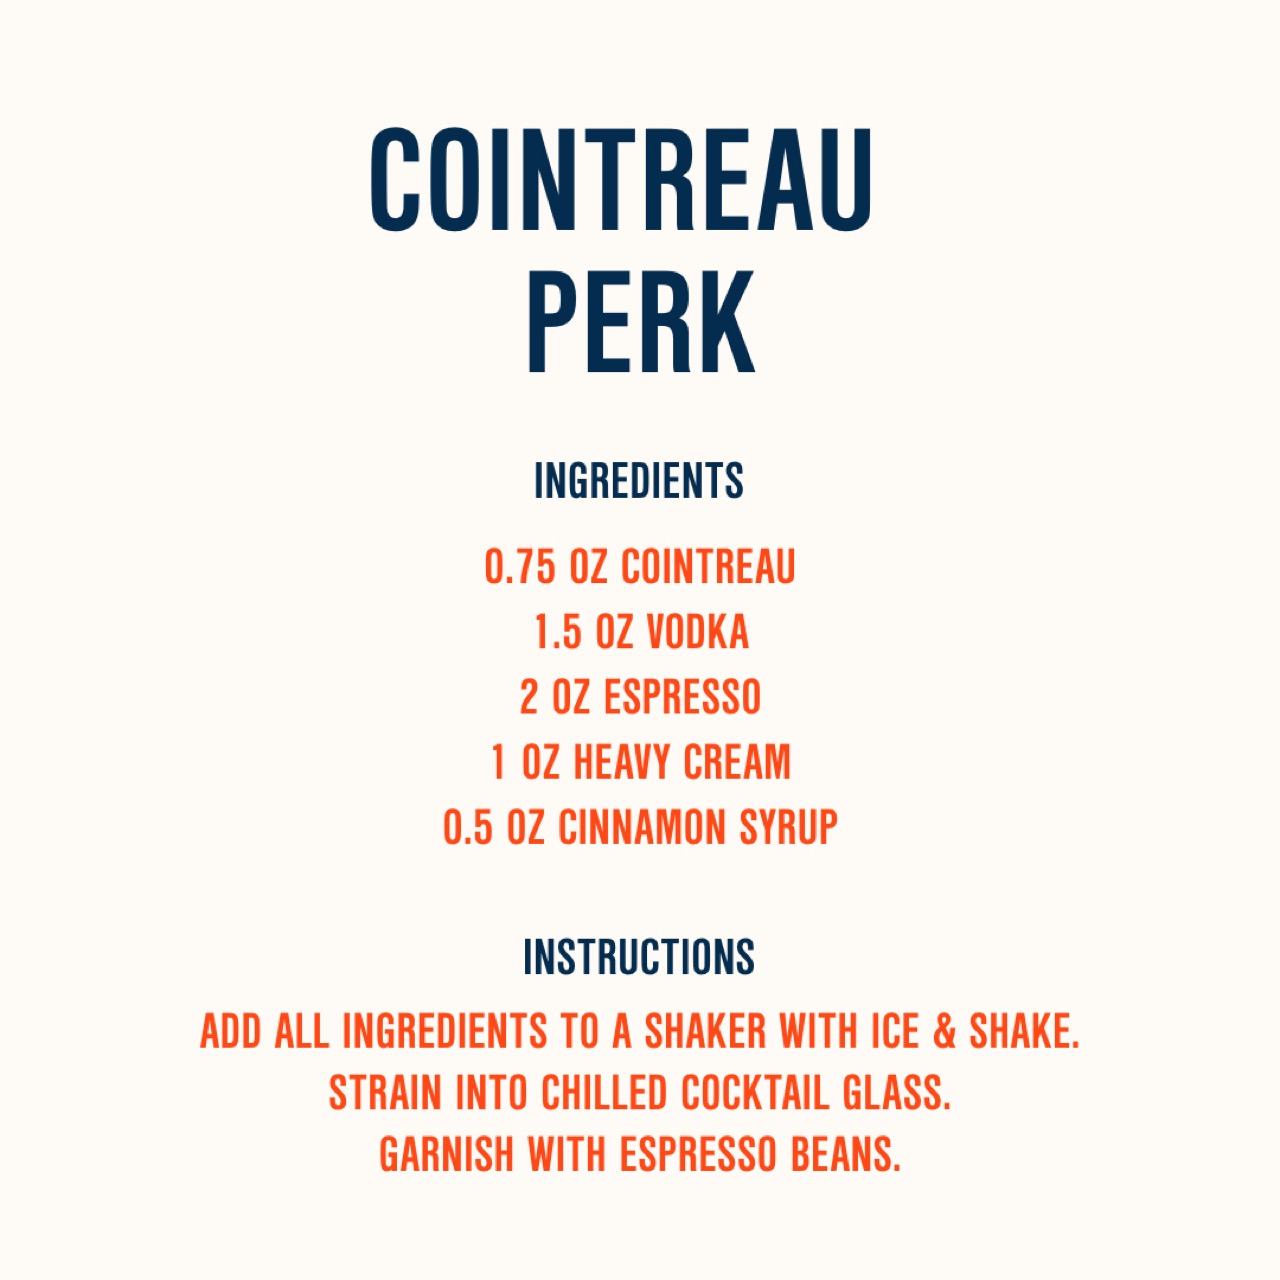 COINTREAU
PERK
INGREDIENTS
0.75 OZ COINTREAU
1.5 OZ VODKA
2 OZ ESPRESSO
1 OZ HEAVY CREAM
0.5 OZ CINNAMON SYRUP
INSTRUCTIONS
ADD ALL INGREDIENTS TO A SHAKER WITH ICE & SHAKE.
STRAIN INTO CHILLED COCKTAIL GLASS.
GARNISH WITH ESPRESSO BEANS.